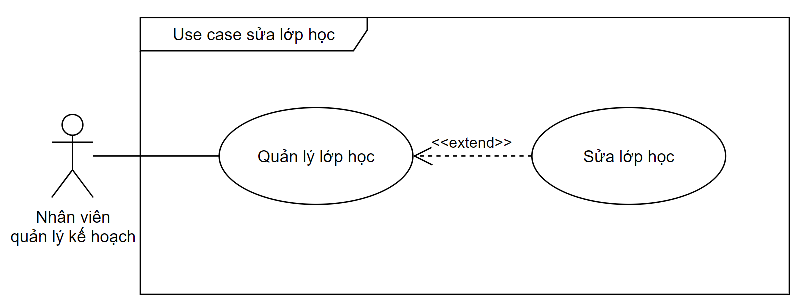 Use case sửa lớp học
Quản lý lớp học
<<extend>>
Sửa lớp học
Nhân viên
quản lý kế hoạch